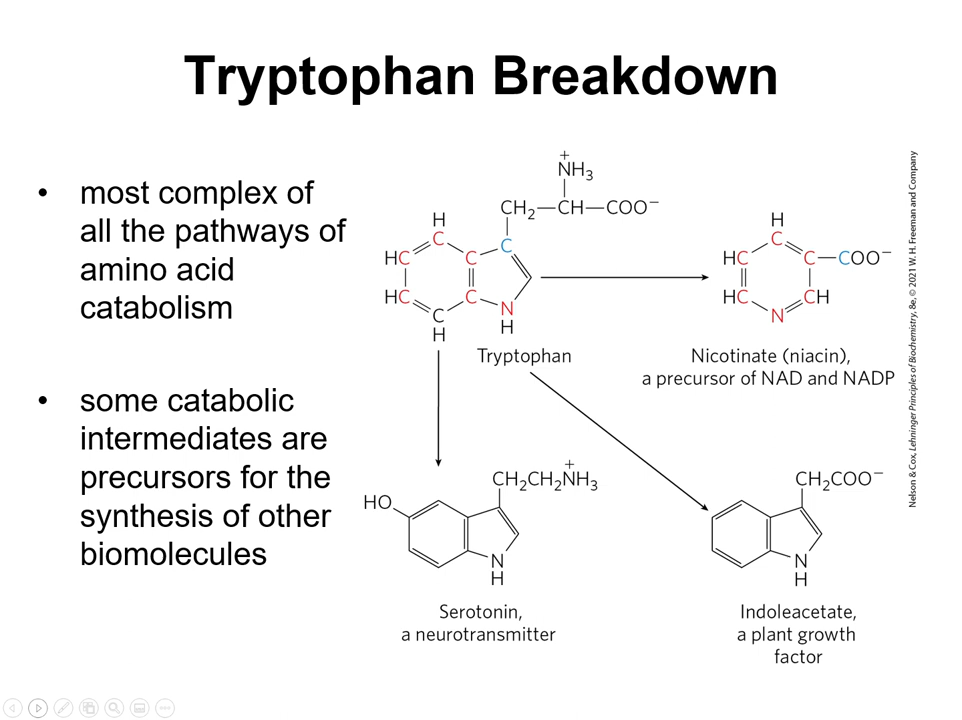 Tryptophan Breakdown
• most complex of
all the pathways of
amino acid
catabolism
• some catabolic
intermediates are
precursors for the
synthesis of other
biomolecules
+
NH3
CH2—CH—COO−
H
C
HC
C
C
HC
C
C
H
N
H
Tryptophan
H
C
HC
C—COO−
HC
CH
N
Nicotinate (niacin),
a precursor of NAD and NADP
+
CH2CH2NH3
HO
N
H
Serotonin,
a neurotransmitter
CH2COO−
N
H
Indoleacetate,
a plant growth
factor
Nelson & Cox, Lehninger Principles of Biochemistry, 8e, © 2021 W. H. Freeman and Company